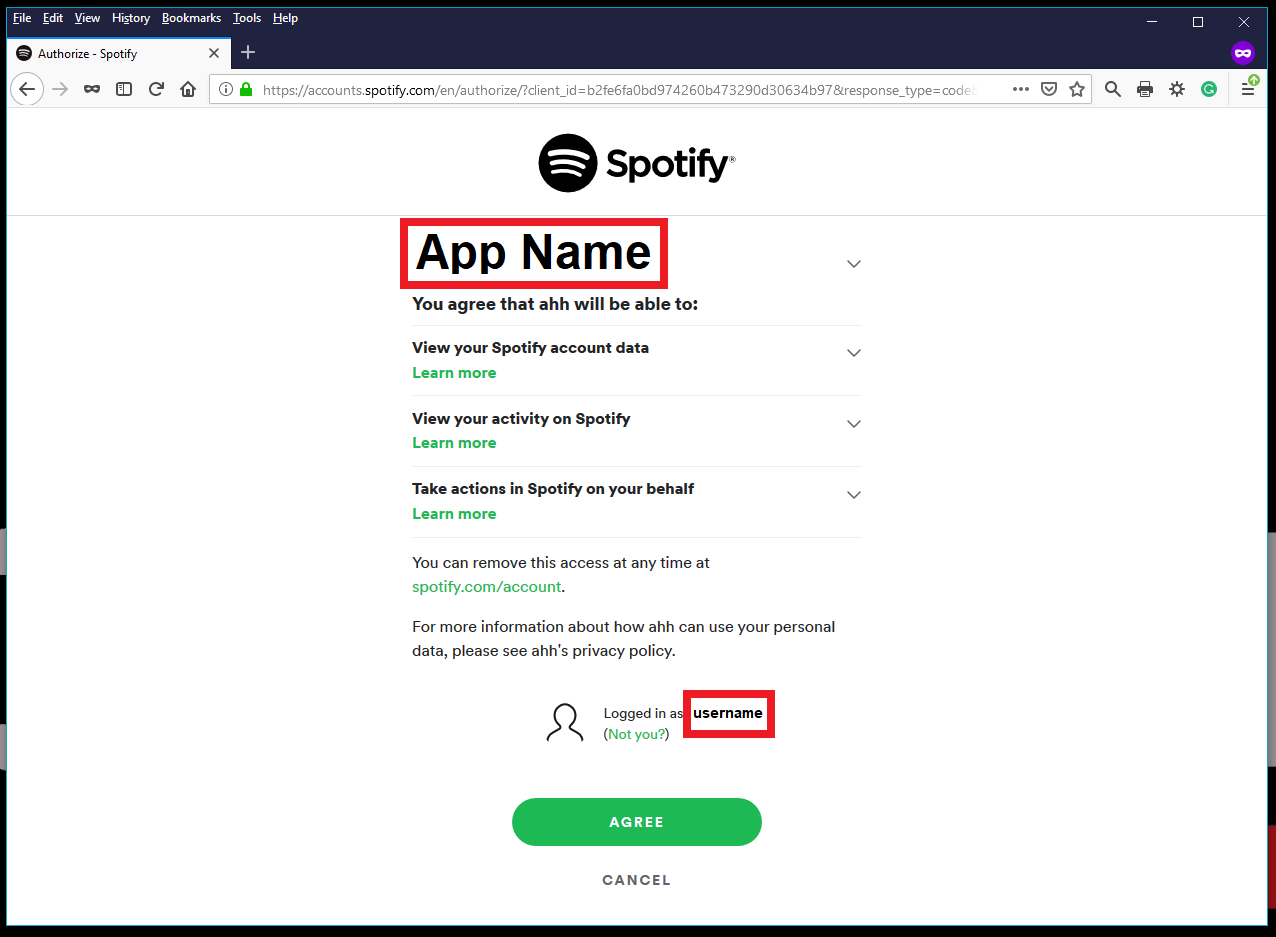 File Edit View History Bookmarks Tools Help
Authorize - Spotify
https://accounts.spotify.com/en/authorize/?client_id=b2fe6fa0bd974260b473290d30634b97&response_type=code&
Spotify®
App Name
You agree that ahh will be able to:
View your Spotify account data
Learn more
View your activity on Spotify
Learn more
Take actions in Spotify on your behalf
Learn more
You can remove this access at any time at
spotify.com/account.
For more information about how ahh can use your personal
data, please see ahh's privacy policy.
Logged in as username
(Not you?)
AGREE
CANCEL